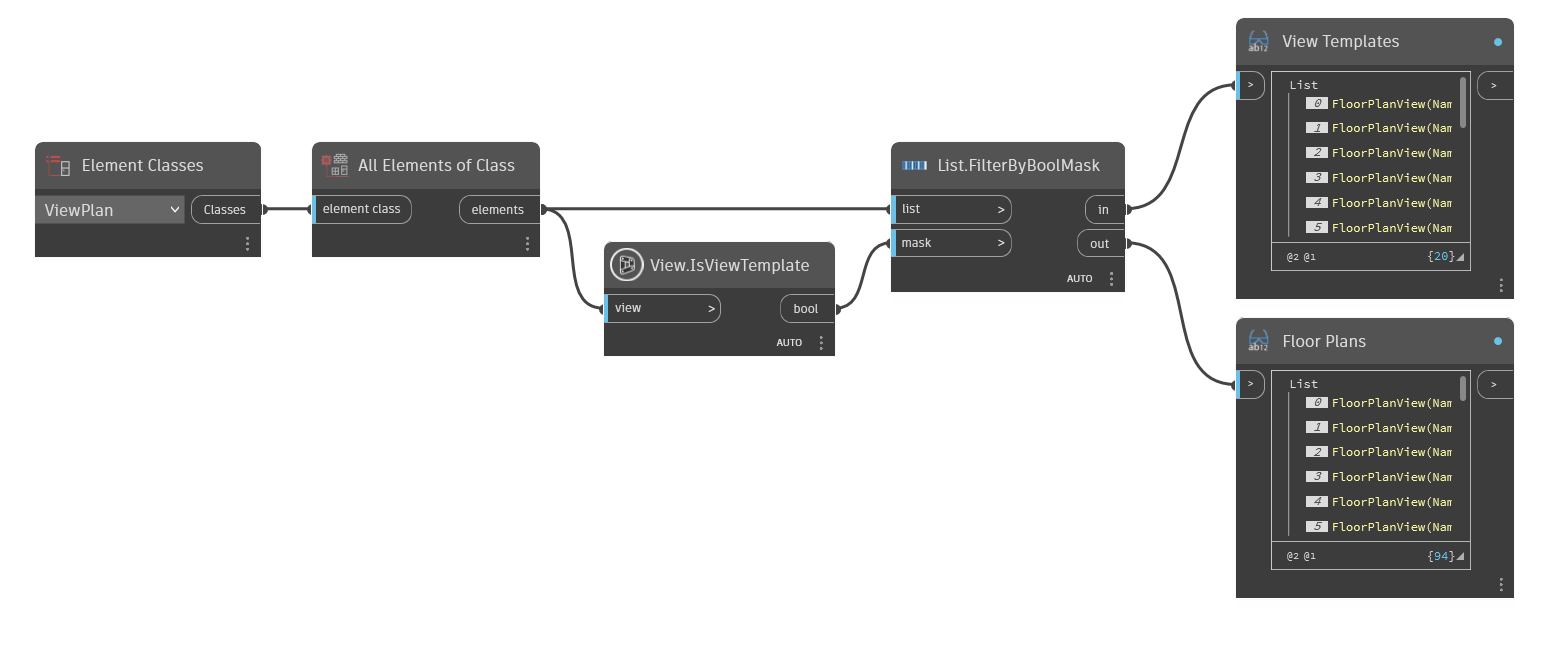 Element Classes
ViewPlan
Classes
All Elements of Class
element class
elements
View.IsViewTemplate
view >
bool
AUTO
List.FilterByBoolMask
list >
in
mask >
out
AUTO
View Templates
>
List
0 FloorPlanView(Nam
1 FloorPlanView(Nam
2 FloorPlanView(Nam
3 FloorPlanView(Nam
4 FloorPlanView(Nam
5 FloorPlanView(Nam
@2 @1
{20}
>
Floor Plans
>
List
0 FloorPlanView(Nam
1 FloorPlanView(Nam
2 FloorPlanView(Nam
3 FloorPlanView(Nam
4 FloorPlanView(Nam
5 FloorPlanView(Nam
@2 @1
{94}
>